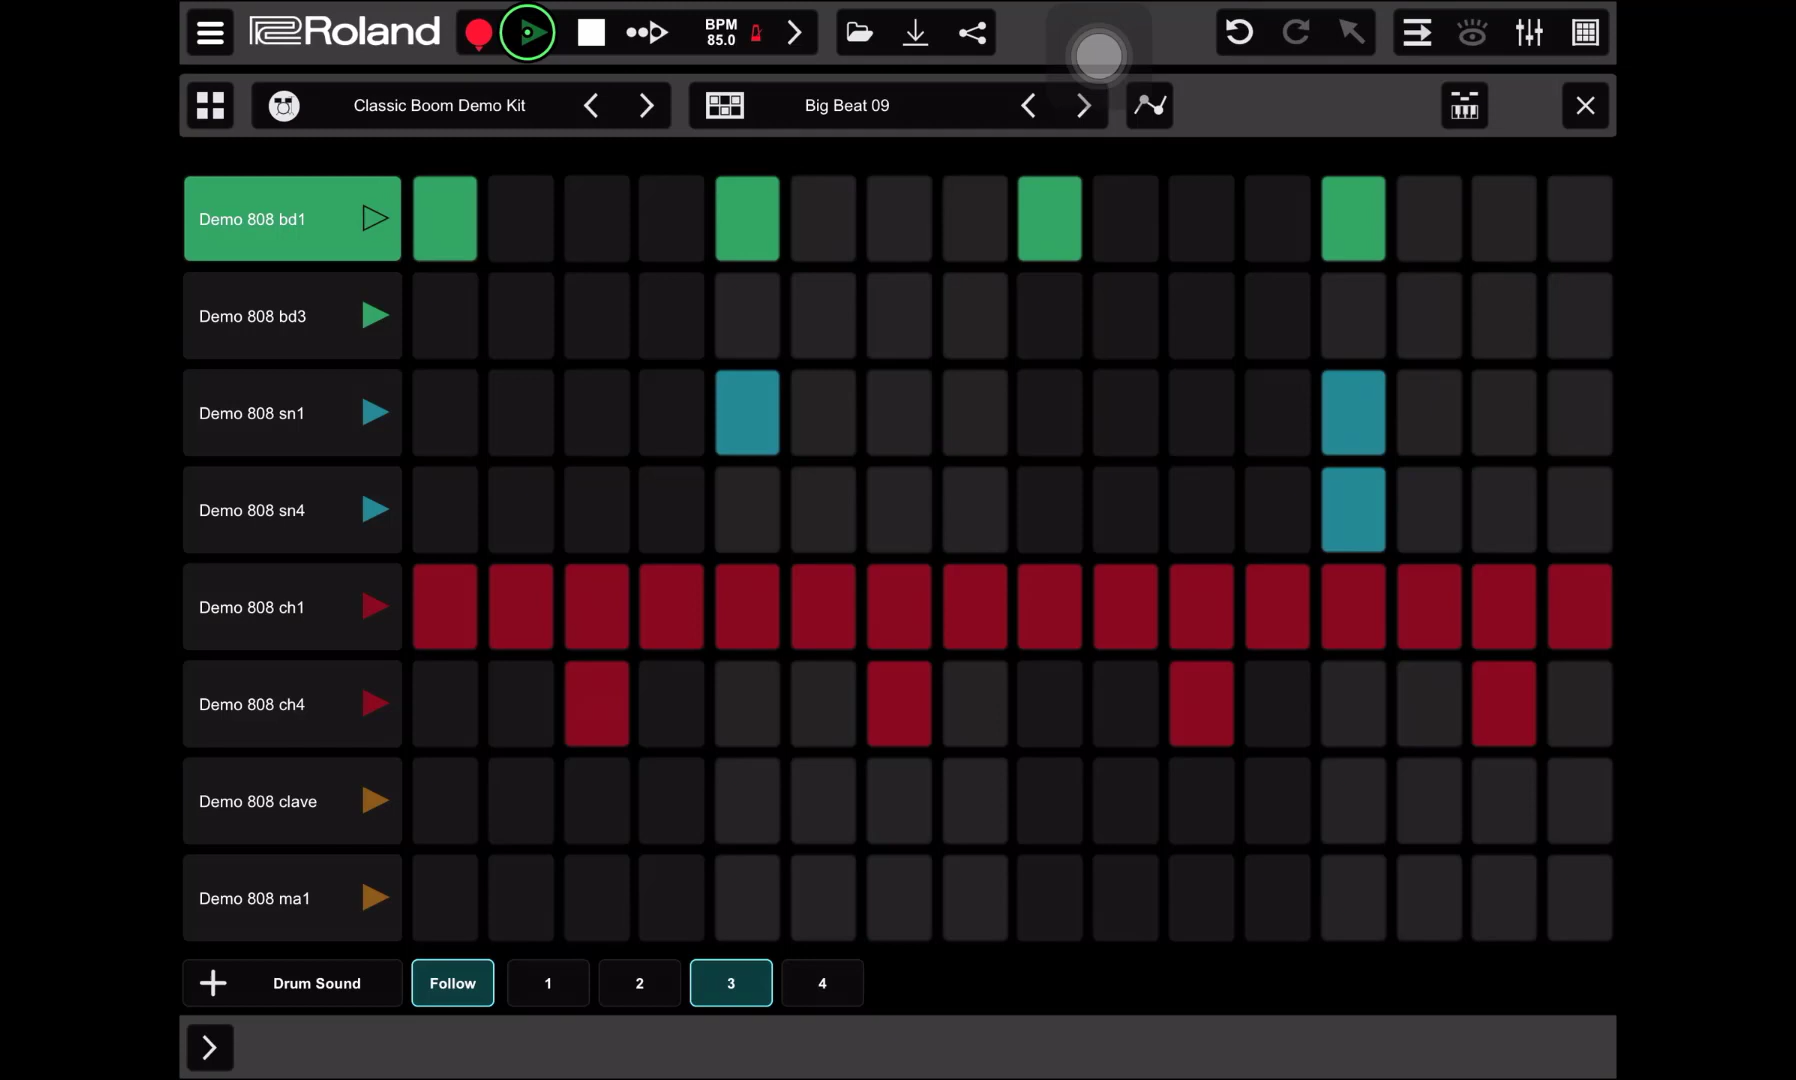 Roland
BPM
85.0
Classic Boom Demo Kit
Big Beat 09
Demo 808 bd1
Demo 808 bd3
Demo 808 sn1
Demo 808 sn4
Demo 808 ch1
Demo 808 ch4
Demo 808 clave
Demo 808 ma1
Drum Sound
Follow
1
2
3
4